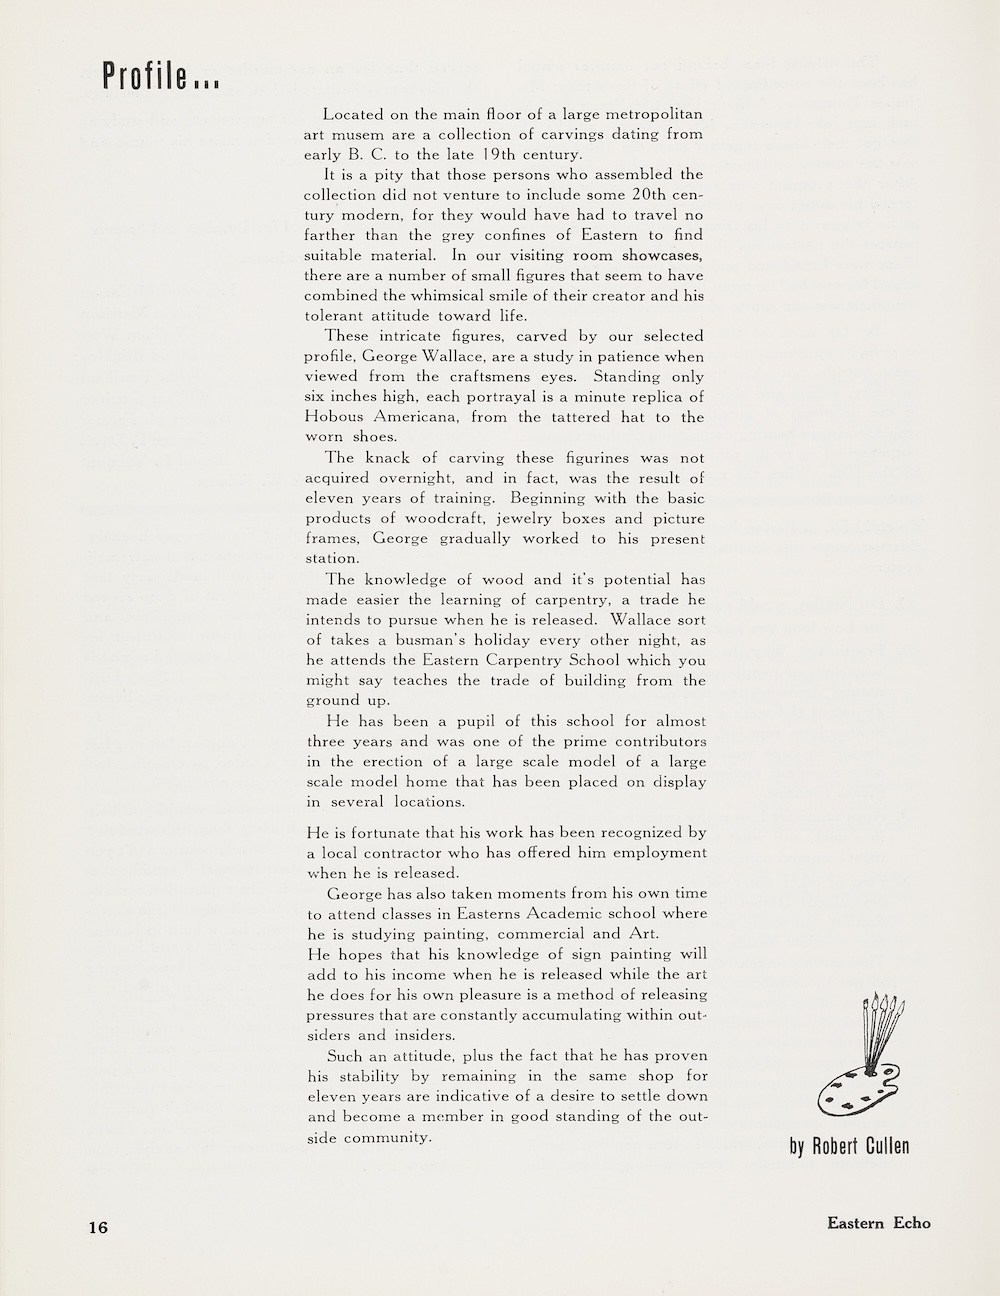 Profile...
Located on the main floor of a large metropolitan
art musem are a collection of carvings dating from
early B. C. to the late 19th century.
It is a pity that those persons who assembled the
collection did not venture to include some 20th cen-
tury modern, for they would have had to travel no
farther than the grey confines of Eastern to find
suitable material. In our visiting room showcases,
there are a number of small figures that seem to have
combined the whimsical smile of their creator and his
tolerant attitude toward life.
These intricate figures, carved by our selected
profile, George Wallace, are a study in patience when
viewed from the craftsmens eyes. Standing only
six inches high, each portrayal is a minute replica of
Hobous Americana, from the tattered hat to the
worn shoes.
The knack of carving these figurines was not
acquired overnight, and in fact, was the result of
eleven years of training. Beginning with the basic
products of woodcraft, jewelry boxes and picture
frames, George gradually worked to his present
station.
The knowledge of wood and it's potential has
made easier the learning of carpentry, a trade he
intends to pursue when he is released. Wallace sort
of takes a busman's holiday every other night, as
he attends the Eastern Carpentry School which you
might say teaches the trade of building from the
ground up.
He has been a pupil of this school for almost
three years and was one of the prime contributors
in the erection of a large scale model of a large
scale model home that has been placed on display
in several locations.
He is fortunate that his work has been recognized by
a local contractor who has offered him employment
when he is released.
George has also taken moments from his own time
to attend classes in Easterns Academic school where
he is studying painting, commercial and Art.
He hopes that his knowledge of sign painting will
add to his income when he is released while the art
he does for his own pleasure is a method of releasing
pressures that are constantly accumulating within out-
siders and insiders.
Such an attitude, plus the fact that he has proven
his stability by remaining in the same shop for
eleven years are indicative of a desire to settle down
and become a member in good standing of the out-
side community.
by Robert Cullen
16
Eastern Echo